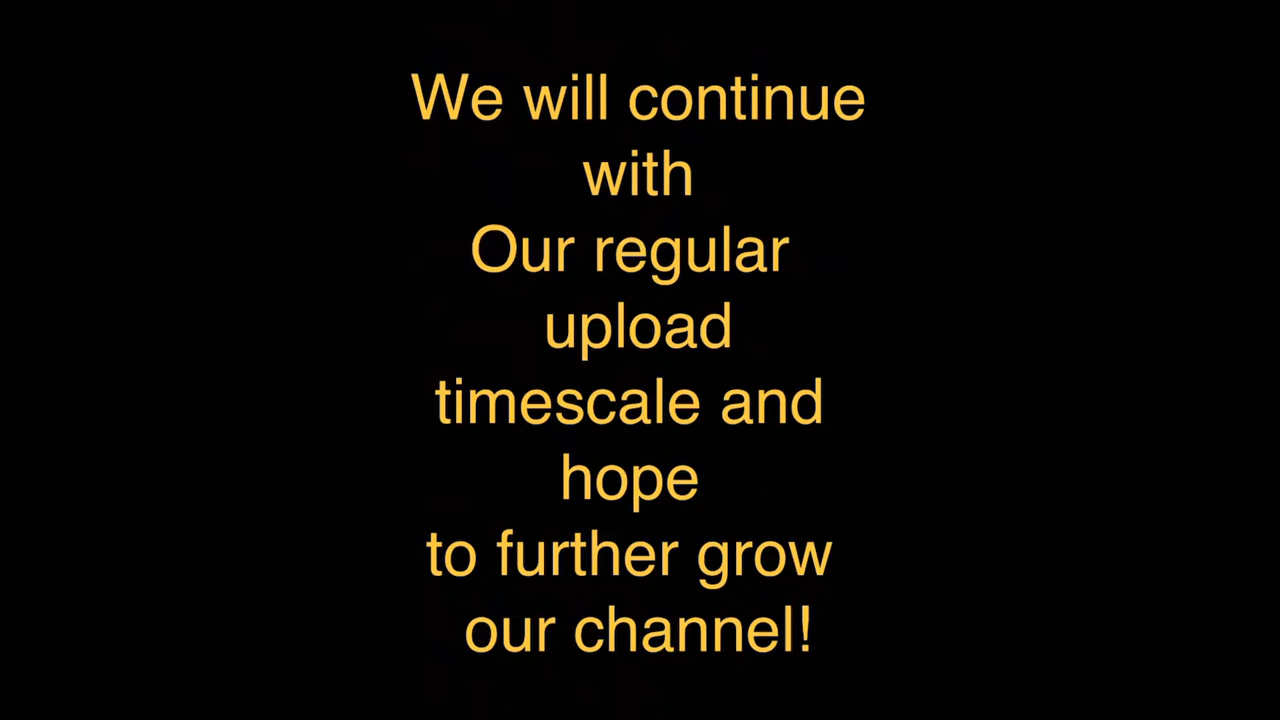 We will continue
with
Our regular
upload
timescale and
hope
to further grow
our channel!